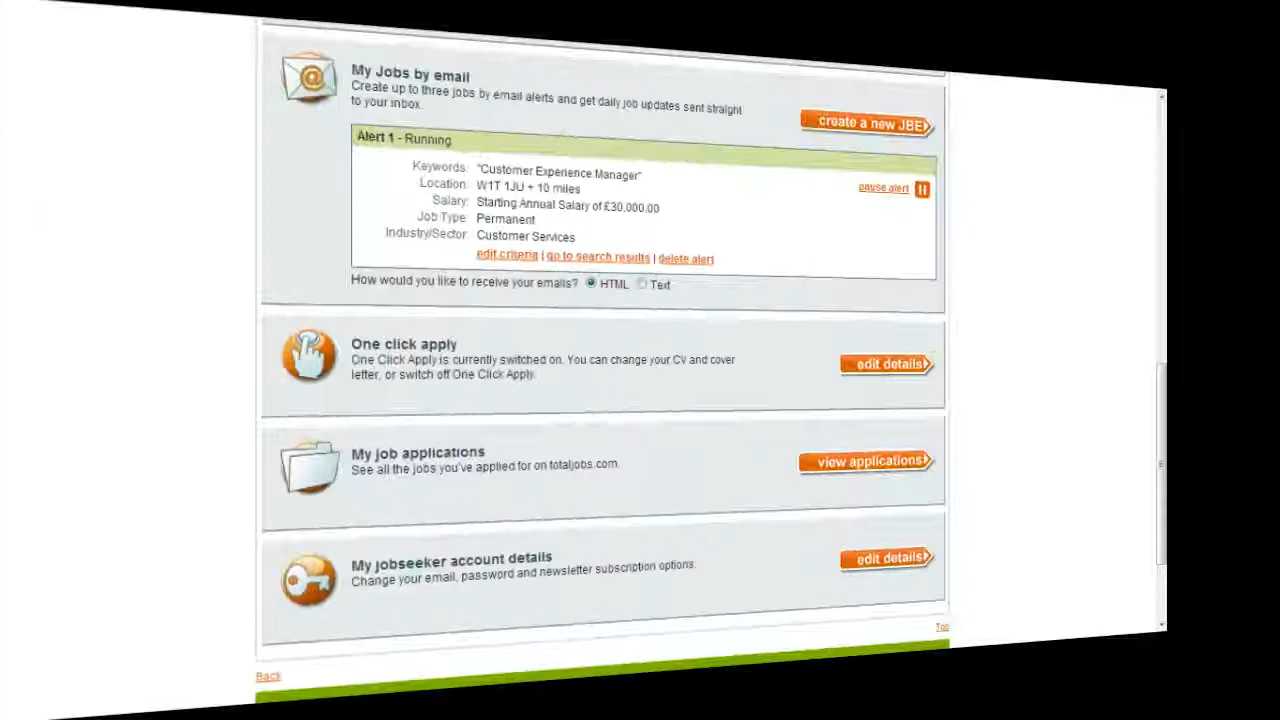 My Jobs by email
Create up to three jobs by email alerts and get daily job updates sent straight
to your inbox.
create a new JBE
Alert 1 - Running
Keywords: "Customer Experience Manager"
pause alert
Location: W1T 1JU + 10 miles
Salary: Starting Annual Salary of £30,000.00
Job Type: Permanent
Industry/Sector: Customer Services
edit criteria | go to search results | delete alert
How would you like to receive your emails? HTML Text
One click apply
One Click Apply is currently switched on. You can change your CV and cover
letter, or switch off One Click Apply.
edit details
My job applications
See all the jobs you've applied for on totaljobs.com.
view applications
My jobseeker account details
Change your email, password and newsletter subscription options.
edit details
Top
Back